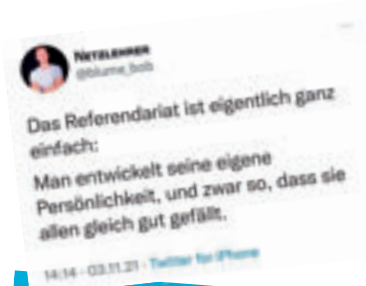 NETZLEHRER
@blume_bob
Das Referendariat ist eigentlich ganz
einfach:
Man entwickelt seine eigene
Persönlichkeit, und zwar so, dass sie
allen gleich gut gefällt.
14:14 · 03.11.21 · Twitter for iPhone